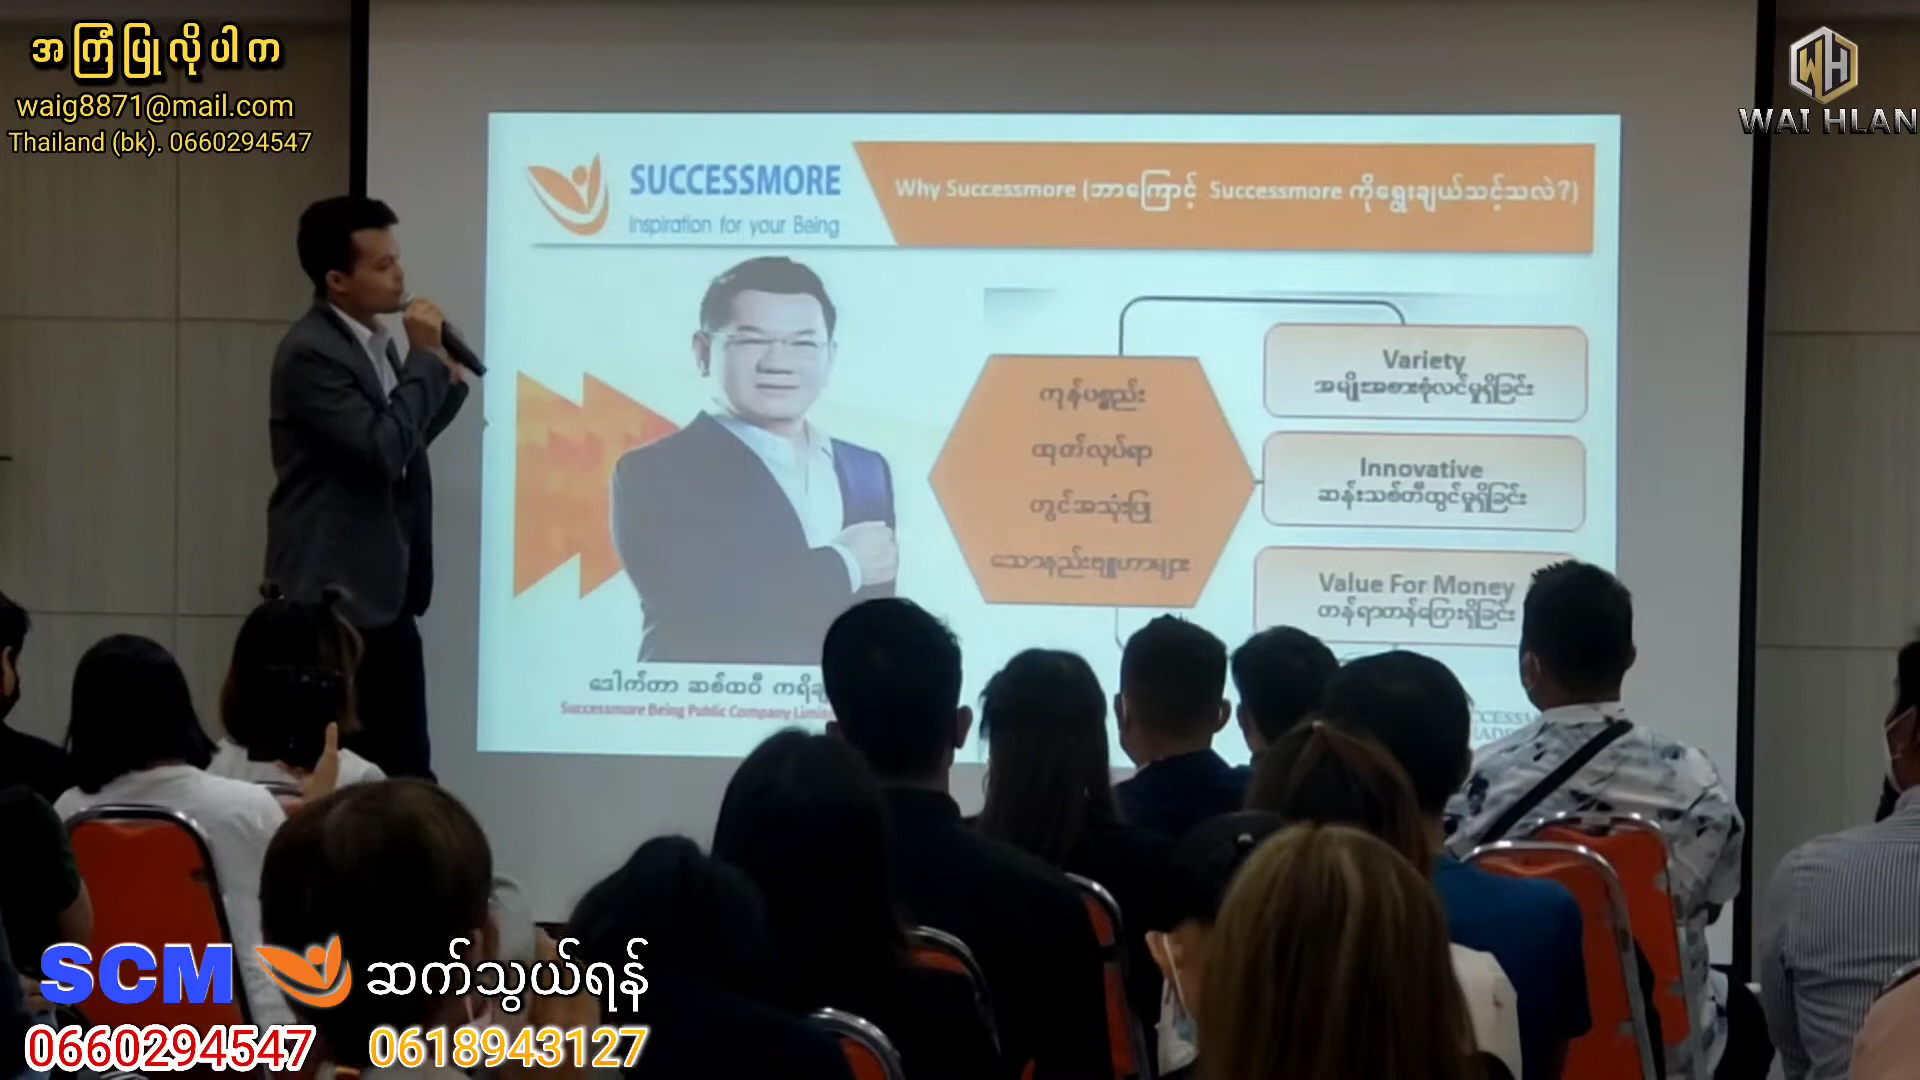 အကြံပြုလိုပါက
waig8871@mail.com
Thailand (bk). 0660294547
WH
WAI HLAN
SUCCESSMORE
Inspiration for your Being
Why Successmore (ဘာကြောင့် Successmore ကိုရွေးချယ်သင့်သလဲ?)
ကုန်ပစ္စည်း
ထုတ်လုပ်ရာ
တွင်အသုံးပြု
သောနည်းဗျူဟာများ
Variety
အမျိုးအစားစုံလင်မှုရှိခြင်း
Innovative
ဆန်းသစ်တီထွင်မှုရှိခြင်း
Value For Money
တန်ရာတန်ကြေးရှိခြင်း
ဒေါက်တာ ဆစ်ထဝီ
Successmore Being Public Company
SCM ဆက်သွယ်ရန်
0660294547 0618943127